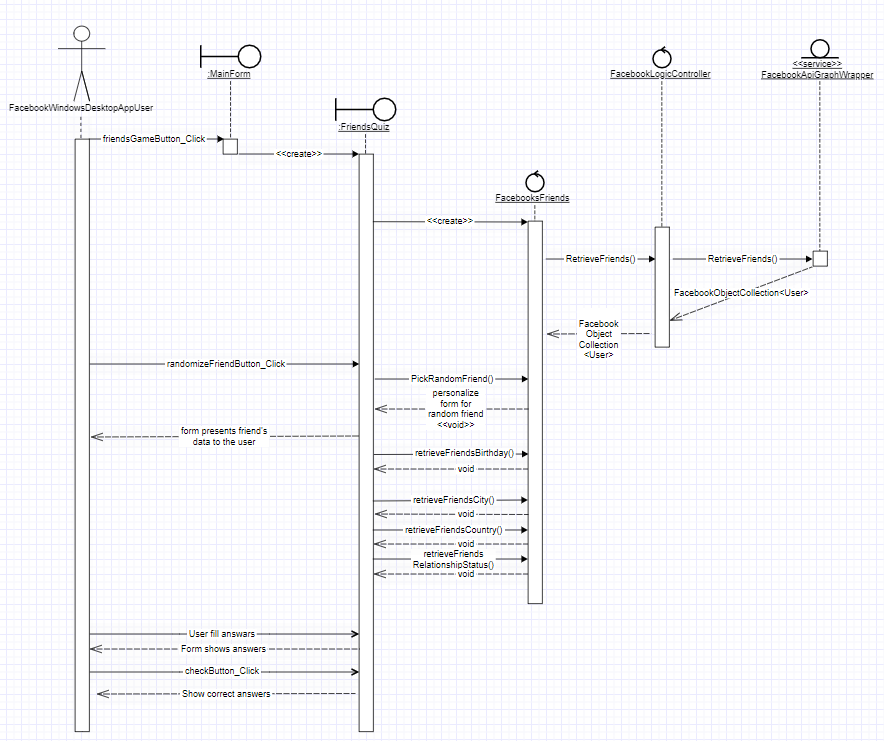 :MainForm
FacebookLogicController
<<service>>
FacebookApiGraphWrapper
FacebookWindowsDesktopAppUser
:FriendsQuiz
friendsGameButton_Click
<<create>>
FacebooksFriends
<<create>>
RetrieveFriends()
RetrieveFriends()
FacebookObjectCollection<User>
Facebook
Object
Collection
<User>
randomizeFriendButton_Click
PickRandomFriend()
personalize
form for
random friend
<<void>>
form presents friend's
data to the user
retrieveFriendsBirthday()
void
retrieveFriendsCity()
void
retrieveFriendsCountry()
void
retrieveFriends
RelationshipStatus()
void
User fill answars
Form shows answers
checkButton_Click
Show correct answers